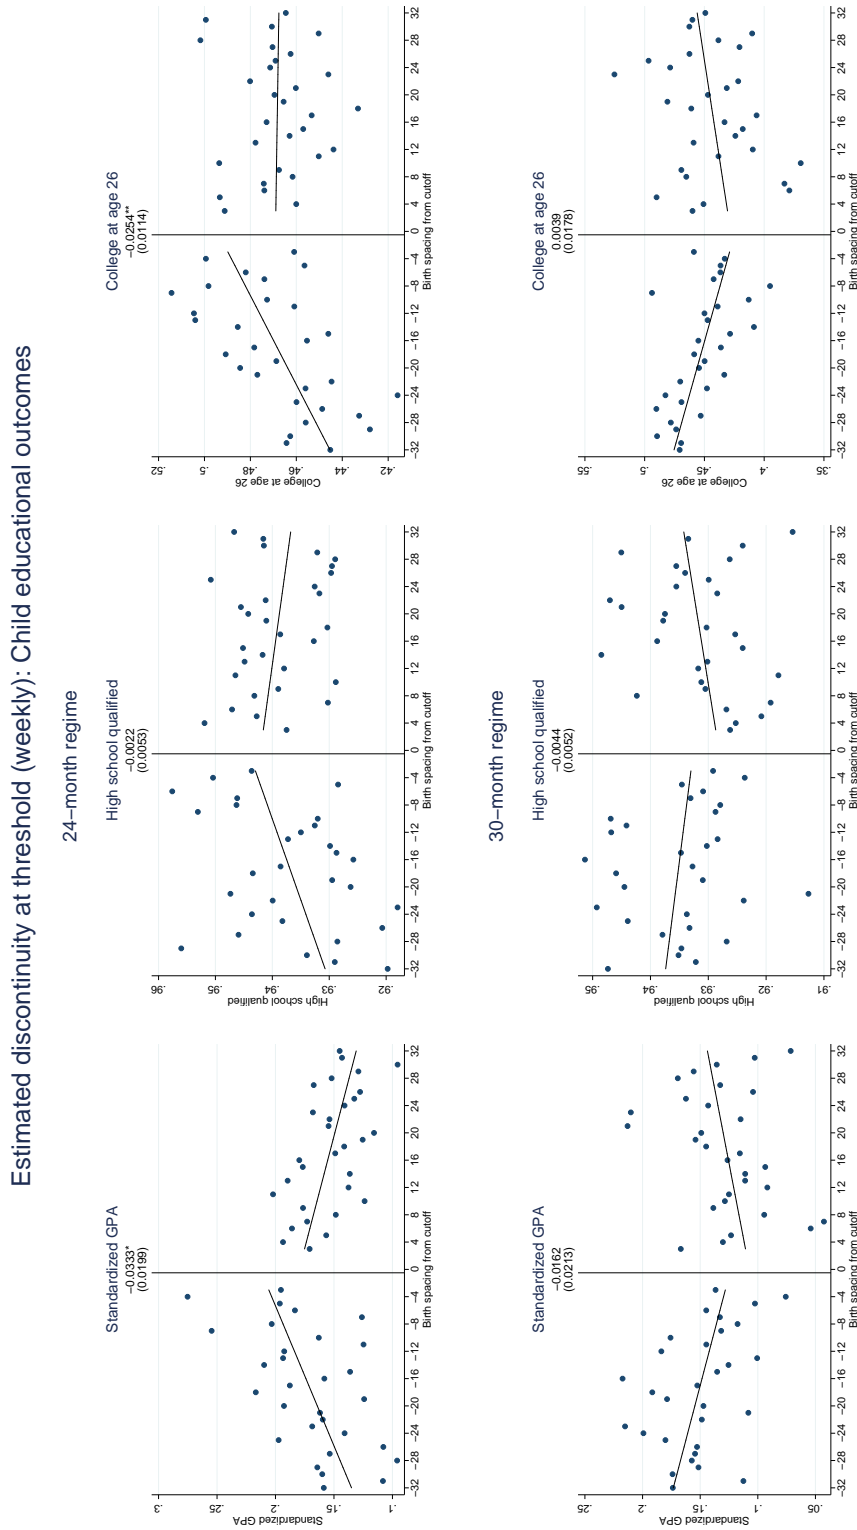 Estimated discontinuity at threshold (weekly): Child educational outcomes
24−month regime
Standardized GPA
−0.0333*
(0.0199)
Standardized GPA
.1 .15 .2 .25 .3
−32 −28 −24 −20 −16 −12 −8 −4 0 4 8 12 16 20 24 28 32
Birth spacing from cutoff
High school qualified
−0.0022
(0.0053)
High school qualified
.92 .93 .94 .95 .96
−32 −28 −24 −20 −16 −12 −8 −4 0 4 8 12 16 20 24 28 32
Birth spacing from cutoff
College at age 26
−0.0254**
(0.0114)
College at age 26
.42 .44 .46 .48 .5 .52
−32 −28 −24 −20 −16 −12 −8 −4 0 4 8 12 16 20 24 28 32
Birth spacing from cutoff
30−month regime
Standardized GPA
−0.0162
(0.0213)
Standardized GPA
.05 .1 .15 .2 .25
−32 −28 −24 −20 −16 −12 −8 −4 0 4 8 12 16 20 24 28 32
Birth spacing from cutoff
High school qualified
−0.0044
(0.0052)
High school qualified
.91 .92 .93 .94 .95
−32 −28 −24 −20 −16 −12 −8 −4 0 4 8 12 16 20 24 28 32
Birth spacing from cutoff
College at age 26
0.0039
(0.0178)
College at age 26
.35 .4 .45 .5 .55
−32 −28 −24 −20 −16 −12 −8 −4 0 4 8 12 16 20 24 28 32
Birth spacing from cutoff